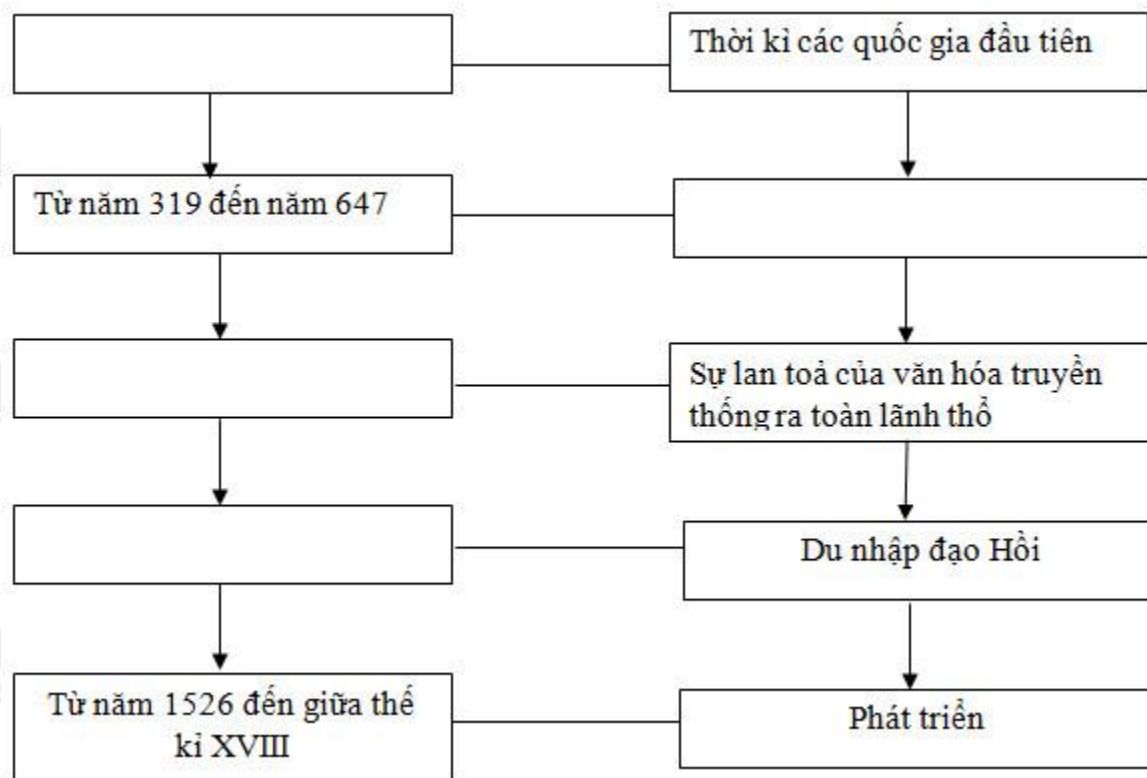 Thời kì các quốc gia đầu tiên
Từ năm 319 đến năm 647
Sự lan toả của văn hóa truyền
thống ra toàn lãnh thổ
Du nhập đạo Hồi
Từ năm 1526 đến giữa thế
kỉ XVIII
Phát triển